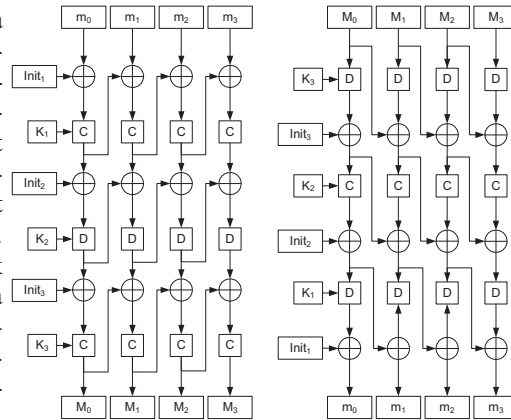 m₀ m₁ m₂ m₃
Init₁
K₁ C C C C
Init₂
K₂ D D D D
Init₃
K₃ C C C C
M₀ M₁ M₂ M₃
M₀ M₁ M₂ M₃
K₃ D D D D
Init₃
K₂ C C C C
Init₂
K₁ D D D D
Init₁
m₀ m₁ m₂ m₃